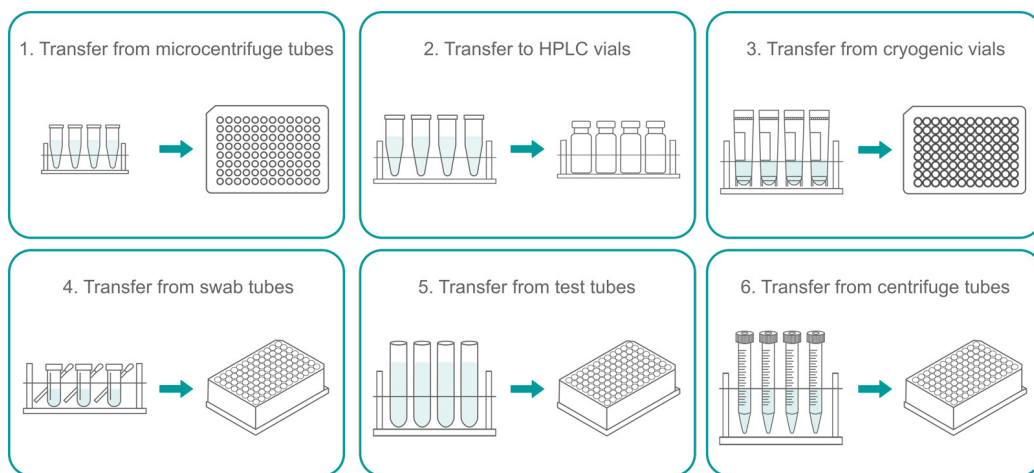 1. Transfer from microcentrifuge tubes
2. Transfer to HPLC vials
3. Transfer from cryogenic vials
4. Transfer from swab tubes
5. Transfer from test tubes
6. Transfer from centrifuge tubes